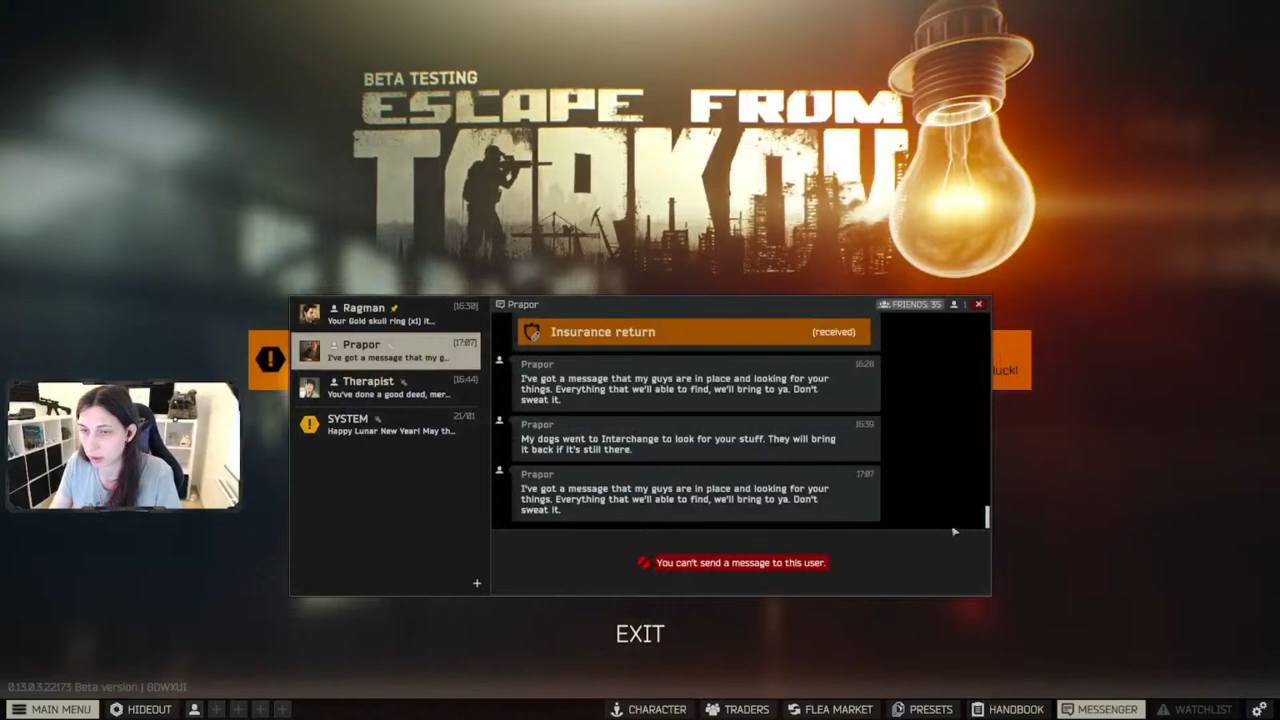 BETA TESTING
ESCAPE FROM
TARKOV
Ragman
[16:30]
Your Gold skull ring (x1) it...
Prapor
[17:07]
I've got a message that my g...
Therapist
[16:44]
You've done a good deed, mer...
SYSTEM
21/01
Happy Lunar New Year! May th...
Prapor
FRIENDS 35
1
Insurance return
(received)
Prapor
16:28
I've got a message that my guys are in place and looking for your
things. Everything that we'll able to find, we'll bring to ya. Don't
sweat it.
Prapor
16:39
My dogs went to Interchange to look for your stuff. They will bring
it back if it's still there.
Prapor
17:07
I've got a message that my guys are in place and looking for your
things. Everything that we'll able to find, we'll bring to ya. Don't
sweat it.
You can't send a message to this user.
luck!
EXIT
0.13.0.3.22173 Beta version | BDWXUI
MAIN MENU
HIDEOUT
CHARACTER
TRADERS
FLEA MARKET
PRESETS
HANDBOOK
MESSENGER
WATCHLIST